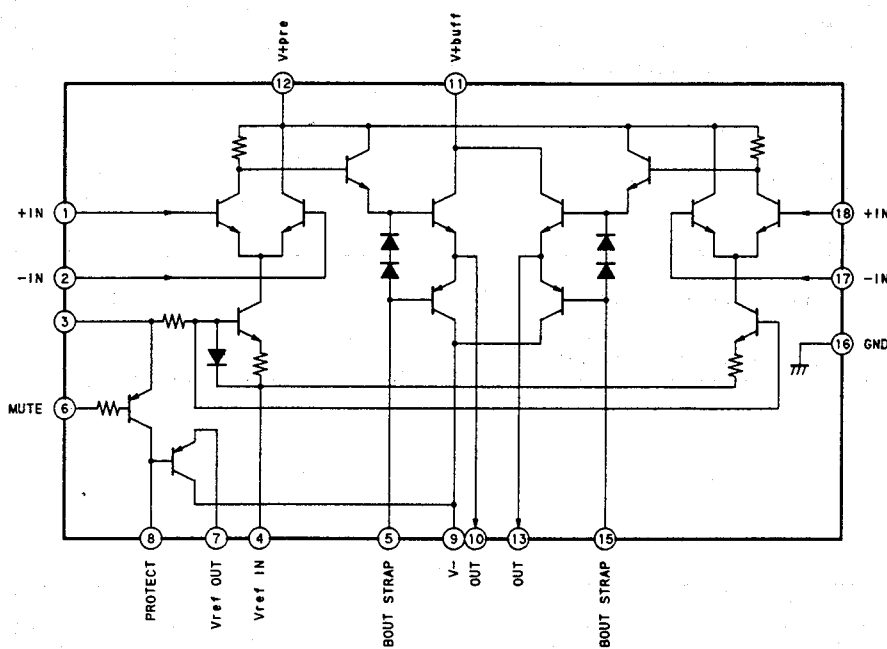 V+pre
V+buff
12
11
+IN 1
18 +IN
-IN 2
17 -IN
3
16 GND
MUTE 6
8
7
4
5
9
10
13
15
PROTECT
Vref OUT
Vref IN
BOUT STRAP
V-
OUT
OUT
BOUT STRAP